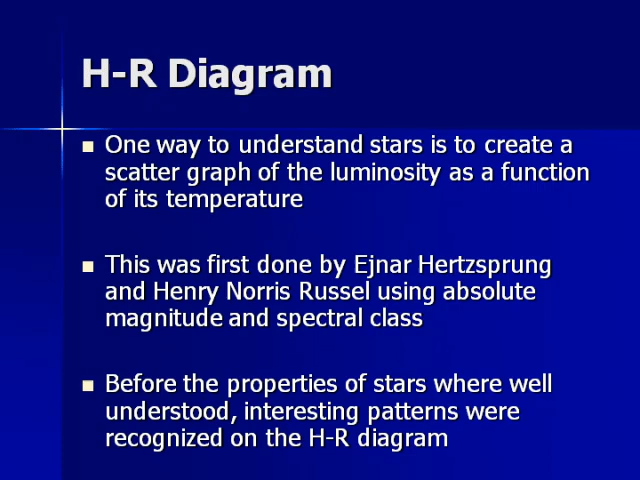 H-R Diagram
One way to understand stars is to create a
scatter graph of the luminosity as a function
of its temperature
This was first done by Ejnar Hertzsprung
and Henry Norris Russel using absolute
magnitude and spectral class
Before the properties of stars where well
understood, interesting patterns were
recognized on the H-R diagram